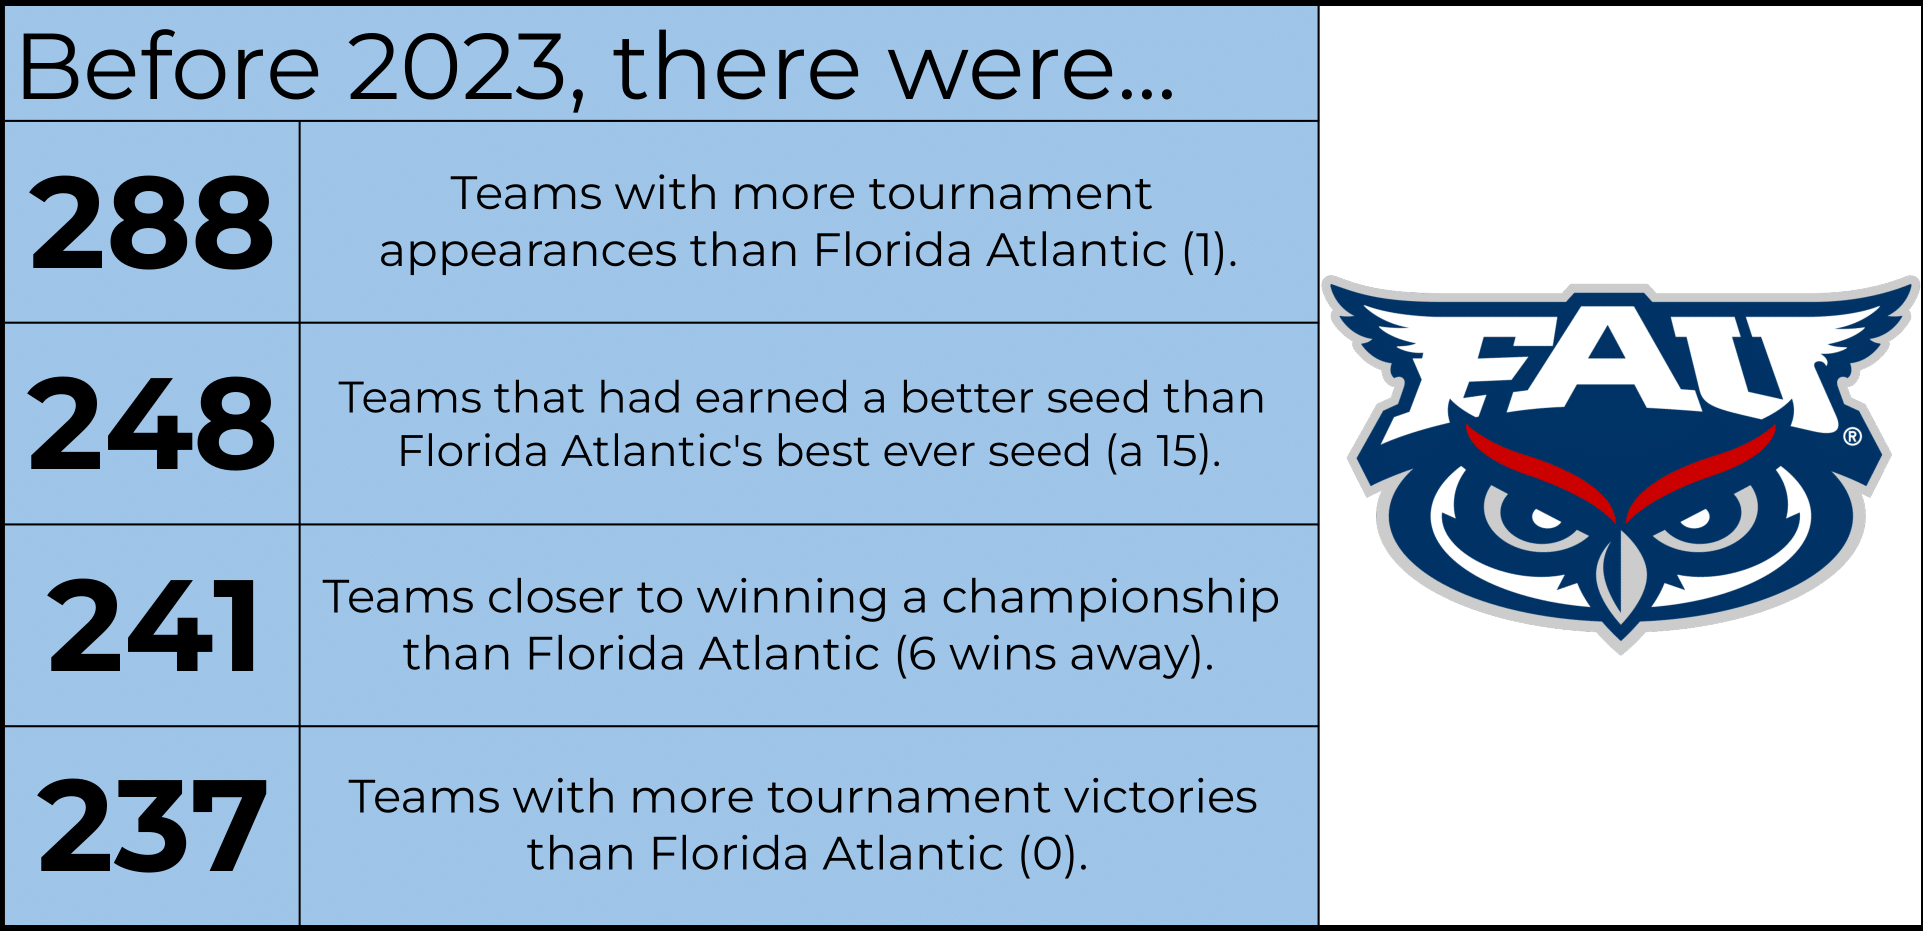 Before 2023, there were...
288
Teams with more tournament
appearances than Florida Atlantic (1).
248
Teams that had earned a better seed than
Florida Atlantic's best ever seed (a 15).
241
Teams closer to winning a championship
than Florida Atlantic (6 wins away).
237
Teams with more tournament victories
than Florida Atlantic (0).
FAU
®